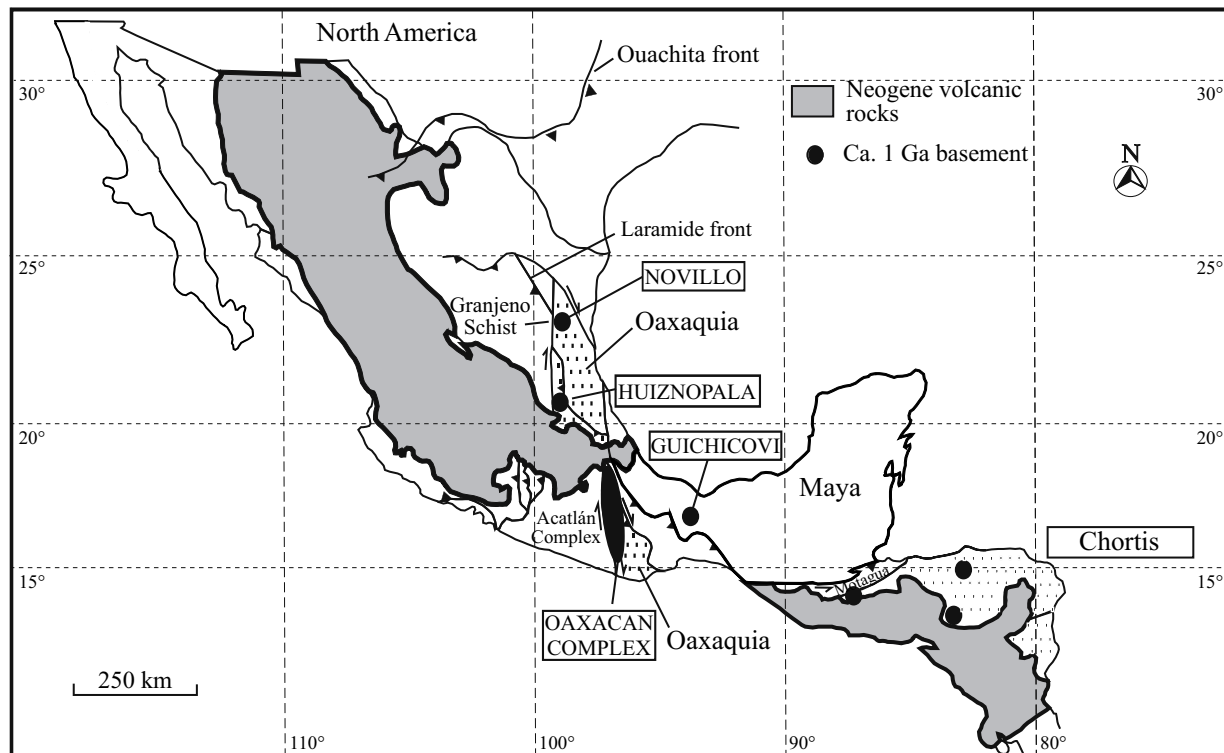 North America
Ouachita front
30°
30°
Neogene volcanic
rocks
Ca. 1 Ga basement
N
Laramide front
25°
25°
NOVILLO
Granjeno
Schist
Oaxaquia
HUIZNOPALA
20°
20°
GUICHICOVI
Maya
Acatlán
Complex
Chortis
15°
15°
Motagua
OAXACAN
COMPLEX
Oaxaquia
250 km
110°
100°
90°
80°